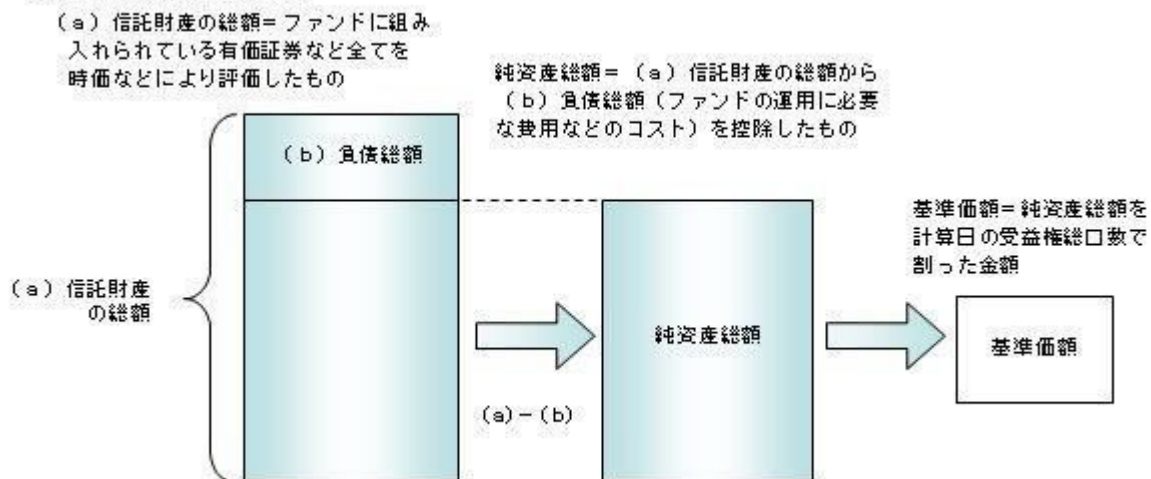 (a)信託財産の総額=ファンドに組み
入れられている有価証券など全てを
時価などにより評価したもの
純資産総額=(a)信託財産の総額から
(b)負債総額(ファンドの運用に必要
な費用などのコスト)を控除したもの
(b)負債総額
基準価額=純資産総額を
計算日の受益権総口数で
割った金額
(a)信託財産
の総額
純資産総額
基準価額
(a)-(b)